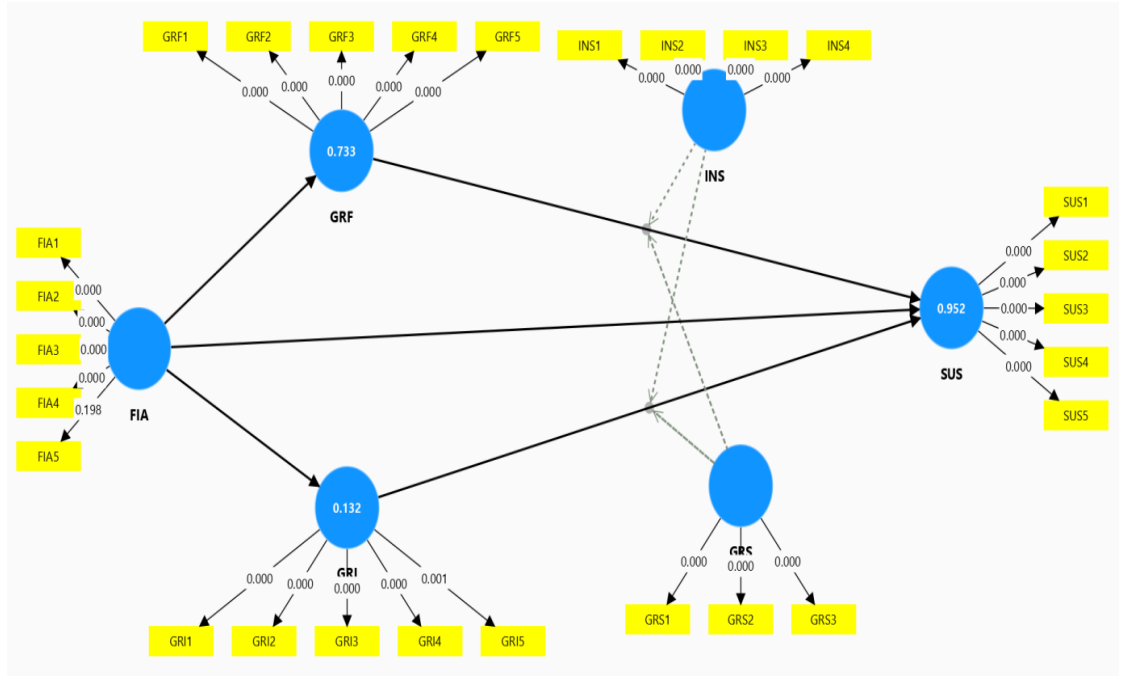 GRF1 GRF2 GRF3 GRF4 GRF5
INS1 INS2 INS3 INS4
0.000 0.000 0.000 0.000 0.000
0.000 0.000 0.000 0.000
0.733
GRF
INS
FIA1
FIA2
FIA3
FIA4
FIA5
0.000
0.000
0.000
0.000
0.198
FIA
SUS1
SUS2
SUS3
SUS4
SUS5
0.000
0.000
0.000
0.000
0.000
0.952
SUS
0.132
GRI
0.000 0.000 0.000 0.000 0.001
GRI1 GRI2 GRI3 GRI4 GRI5
GRS
0.000 0.000 0.000
GRS1 GRS2 GRS3